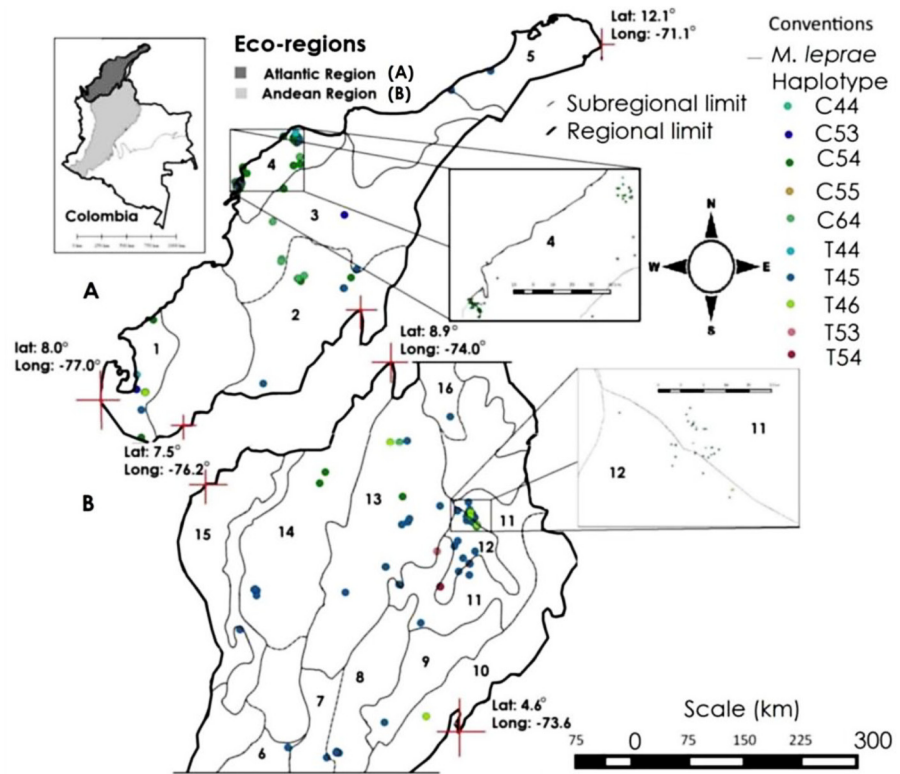 Lat: 12.1°
Long: -71.1°
Conventions
M. leprae
Haplotype
C44
C53
C54
C55
C64
T44
T45
T46
T53
T54
Eco-regions
Atlantic Region (A)
Andean Region (B)
Subregional limit
Regional limit
Colombia
5
4
3
4
2
1
N
W
E
S
A
lat: 8.0°
Long: -77.0°
Lat: 8.9°
Long: -74.0°
Lat: 7.5°
Long: -76.2°
B
16
13
15
14
11
12
11
9
10
8
7
6
11
12
Lat: 4.6°
Long: -73.6
Scale (km)
75 0 75 150 225 300